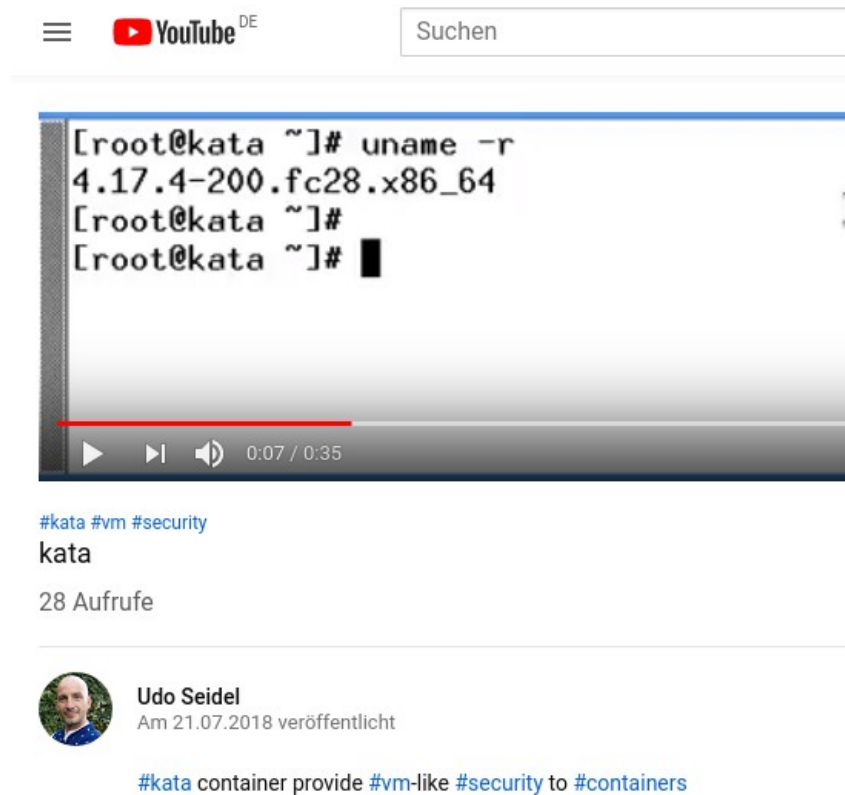 YouTube DE
Suchen
[root@kata ~]# uname -r
4.17.4-200.fc28.x86_64
[root@kata ~]#
[root@kata ~]#
0:07 / 0:35
#kata #vm #security
kata
28 Aufrufe
Udo Seidel
Am 21.07.2018 veröffentlicht
#kata container provide #vm-like #security to #containers